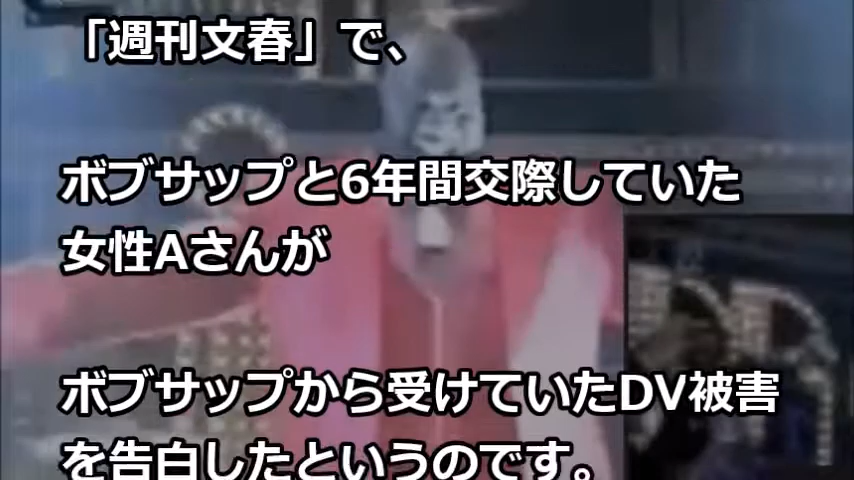 「週刊文春」で、
ボブサップと6年間交際していた
女性Aさんが
ボブサップから受けていたDV被害
を告白したというのです。